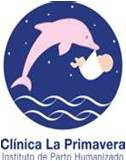 Clínica La Primavera
Instituto de Parto Humanizado